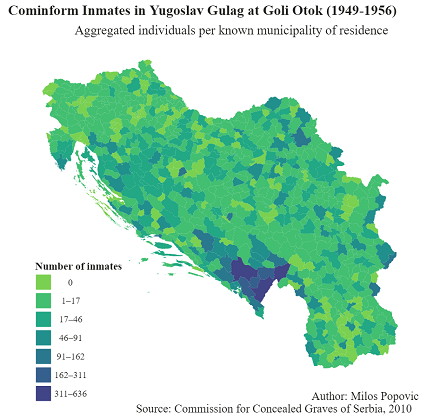 Cominform Inmates in Yugoslav Gulag at Goli Otok (1949-1956)
Aggregated individuals per known municipality of residence
Number of inmates
0
1–17
17–46
46–91
91–162
162–311
311–636
Author: Milos Popovic
Source: Commission for Concealed Graves of Serbia, 2010